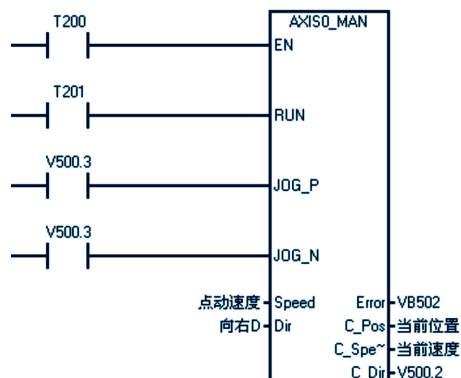 T200
AXIS0_MAN
EN
T201
RUN
V500.3
JOG_P
V500.3
JOG_N
点动速度 Speed Error VB502
向右D Dir C_Pos 当前位置
C_Spe~ 当前速度
C_Dir V500.2